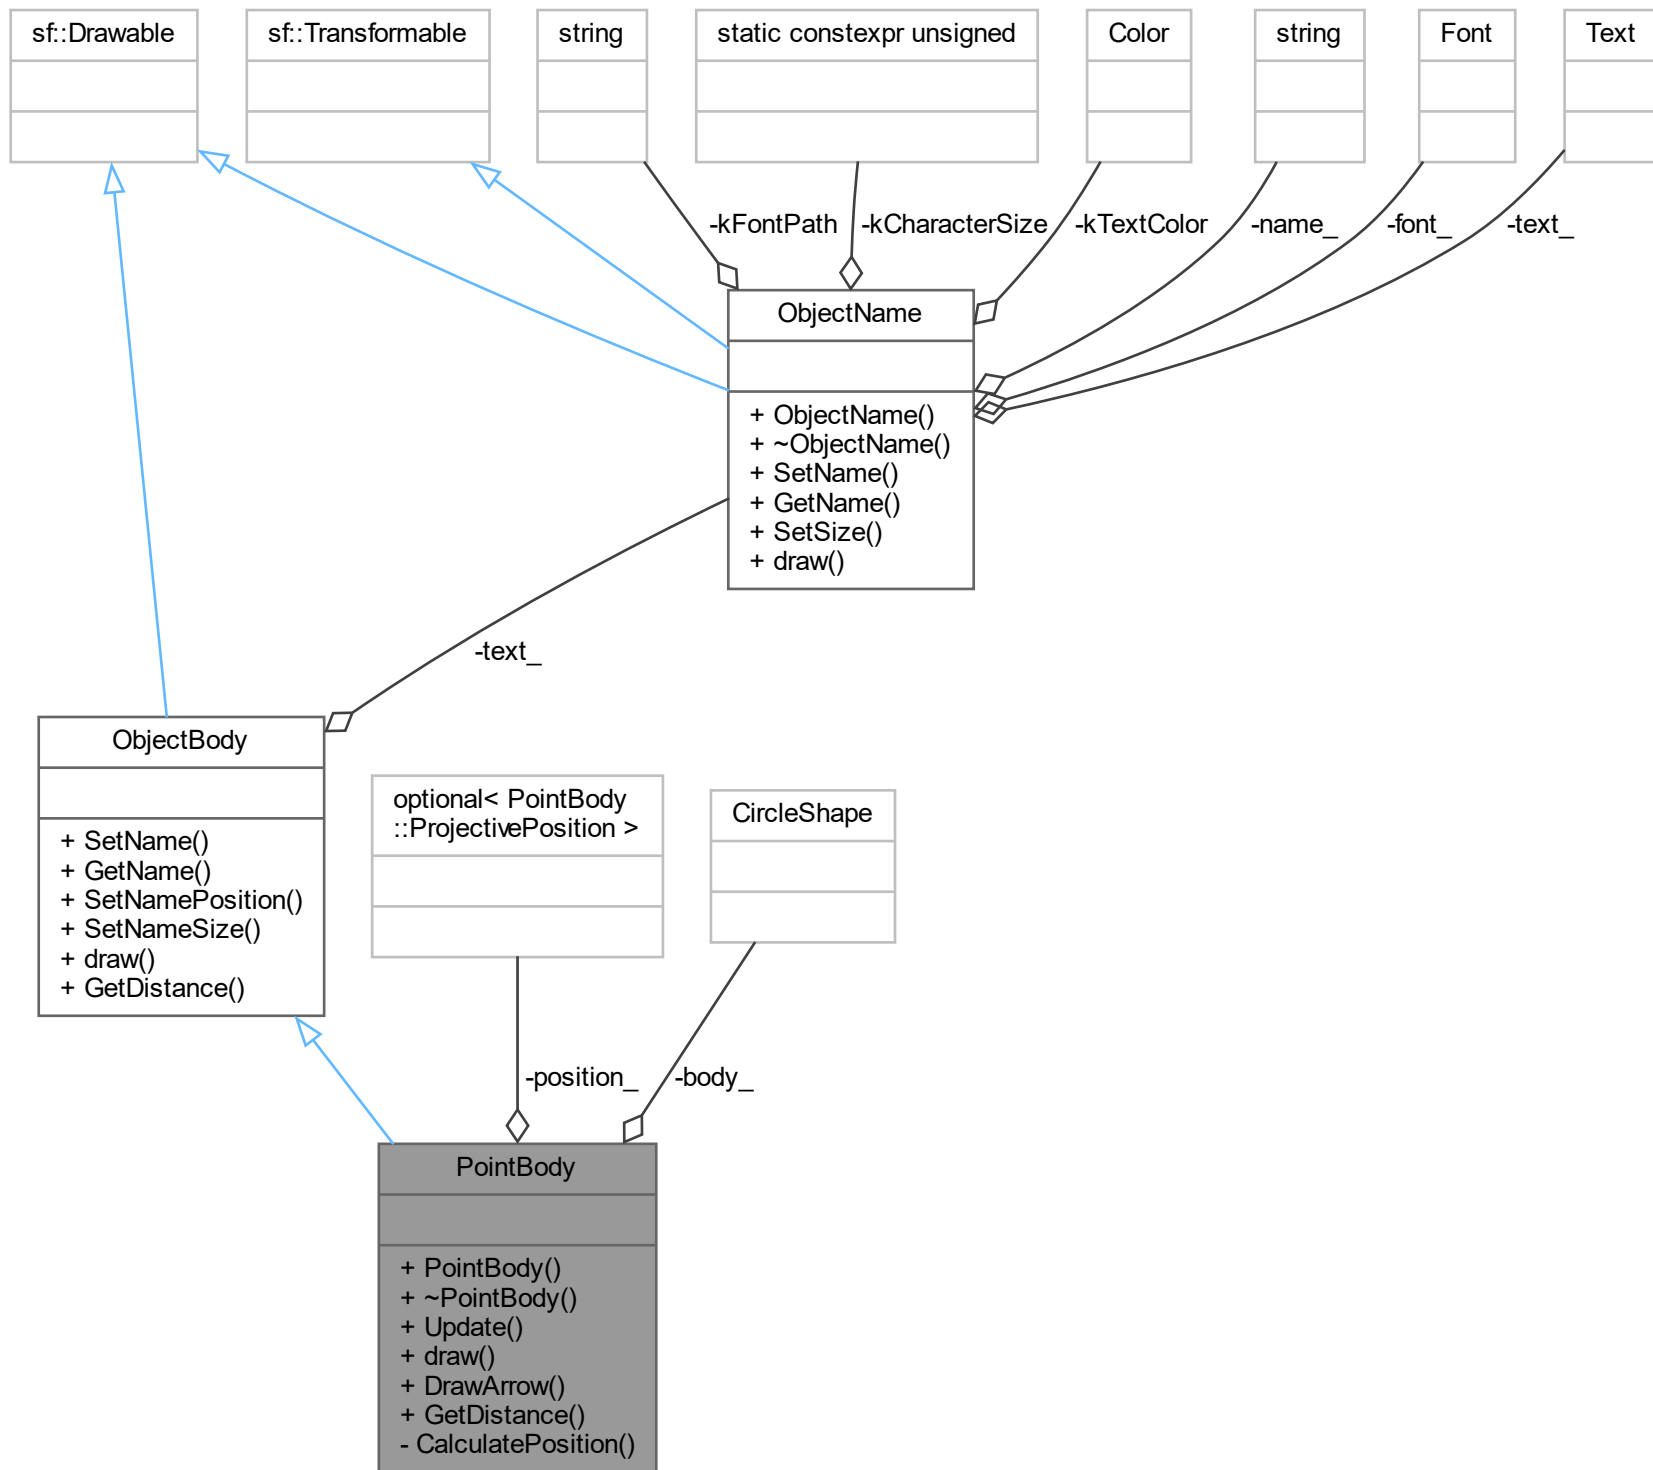 sf::Drawable
sf::Transformable
string
static constexpr unsigned
Color
string
Font
Text
-kFontPath
-kCharacterSize
-kTextColor
-name_
-font_
-text_
ObjectName
+ ObjectName()
+ ~ObjectName()
+ SetName()
+ GetName()
+ SetSize()
+ draw()
-text_
ObjectBody
+ SetName()
+ GetName()
+ SetNamePosition()
+ SetNameSize()
+ draw()
+ GetDistance()
optional< PointBody
::ProjectivePosition >
CircleShape
-position_
-body_
PointBody
+ PointBody()
+ ~PointBody()
+ Update()
+ draw()
+ DrawArrow()
+ GetDistance()
- CalculatePosition()